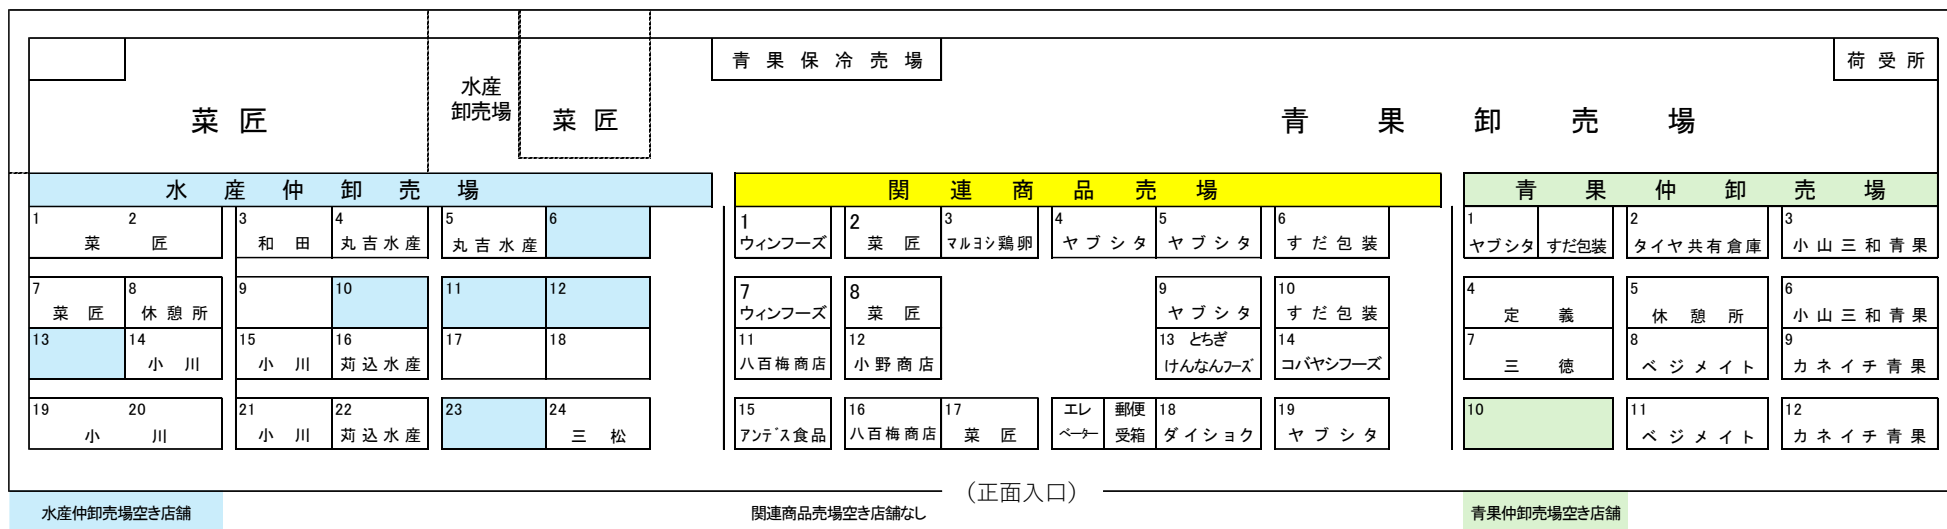 青果保冷売場
荷受所
水産
卸売場
菜匠
菜匠
青果卸売場
水産仲卸売場
関連商品売場
青果仲卸売場
1 2
菜匠
3
和田
4
丸吉水産
5
丸吉水産
6
1
ウィンフーズ
2
菜匠
3
マルヨシ鶏卵
4
ヤブシタ
5
ヤブシタ
6
すだ包装
1
ヤブシタ
すだ包装
2
タイヤ共有倉庫
3
小山三和青果
7
菜匠
8
休憩所
9
10
11
12
7
ウィンフーズ
8
菜匠
9
ヤブシタ
10
すだ包装
4
定義
5
休憩所
6
小山三和青果
13
14
小川
15
小川
16
苅込水産
17
18
11
八百梅商店
12
小野商店
13 とちぎ
けんなんフーズ
14
コバヤシフーズ
7
三徳
8
ベジメイト
9
カネイチ青果
19 20
小川
21
小川
22
苅込水産
23
24
三松
15
アンデス食品
16
八百梅商店
17
菜匠
エレ
ベーター
郵便
受箱
18
ダイショク
19
ヤブシタ
10
11
ベジメイト
12
カネイチ青果
（正面入口）
水産仲卸売場空き店舗
関連商品売場空き店舗なし
青果仲卸売場空き店舗